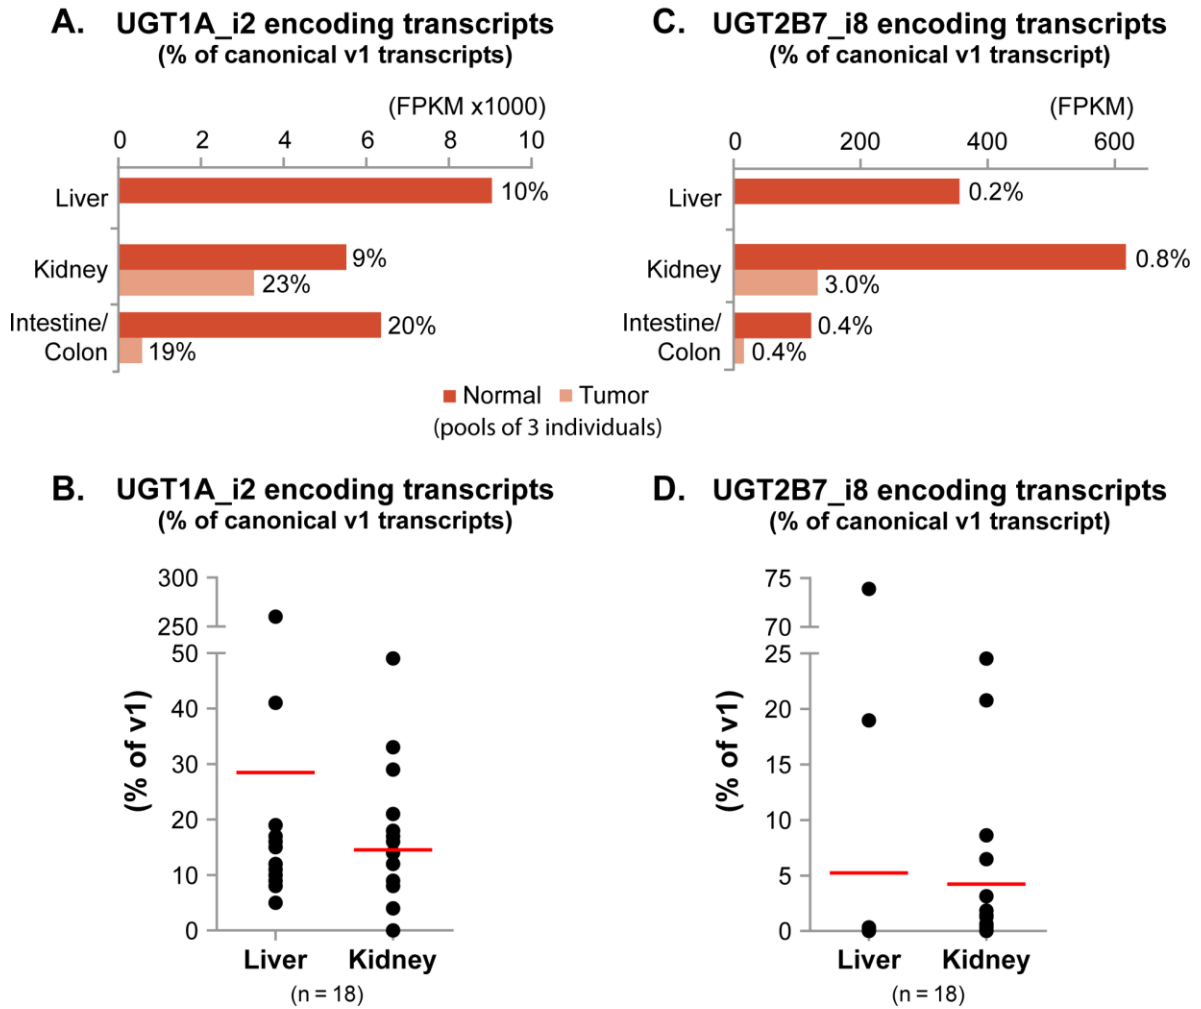 A. UGT1A_i2 encoding transcripts
(% of canonical v1 transcripts)
(FPKM x1000)
0 2 4 6 8 10
Liver 10%
Kidney 9%
23%
Intestine/
Colon 20%
19%
C. UGT2B7_i8 encoding transcripts
(% of canonical v1 transcript)
(FPKM)
0 200 400 600
Liver 0.2%
Kidney 0.8%
3.0%
Intestine/
Colon 0.4%
0.4%
Normal Tumor
(pools of 3 individuals)
B. UGT1A_i2 encoding transcripts
(% of canonical v1 transcripts)
(% of v1)
300
250
50
40
30
20
10
0
Liver Kidney
(n = 18)
D. UGT2B7_i8 encoding transcripts
(% of canonical v1 transcript)
(% of v1)
75
70
25
20
15
10
5
0
Liver Kidney
(n = 18)